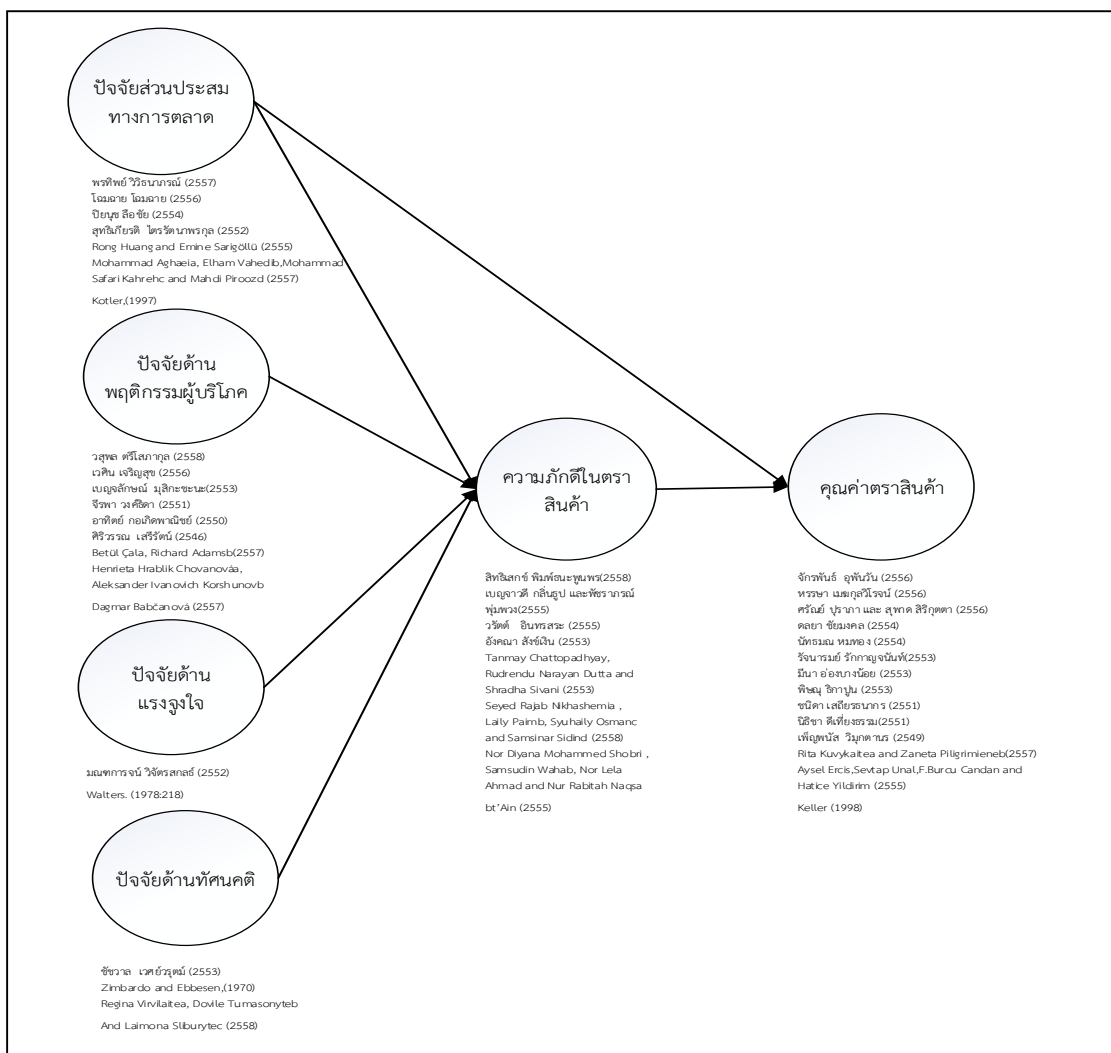 ปัจจัยส่วนประสม
ทางการตลาด
พรทิพย์ วิวิธนาภรณ์ (2557)
โฉมฉาย โฉมฉาย (2556)
ปิยนุช ลือชัย (2554)
สุทธิเกียรติ ไตรรัตนาพรกุล (2552)
Rong Huang and Emine Sarigöllü (2555)
Mohammad Aghaeia, Elham Vahedib,Mohammad
Safari Kahrehc and Mahdi Piroozd (2557)
Kotler,(1997)
ปัจจัยด้าน
พฤติกรรมผู้บริโภค
วสุพล ตรีโสภากุล (2558)
เวศิน เจริญสุข (2556)
เบญจลักษณ์ มุสิกะชะนะ(2553)
จีรพา วงศ์ธิดา (2551)
อาทิตย์ กอเกิดพาณิชย์ (2550)
ศิริวรรณ เสรีรัตน์ (2546)
Betül Çala, Richard Adamsb(2557)
Henrieta Hrablik Chovanováa,
Aleksander Ivanovich Korshunovb
Dagmar Babčanová (2557)
ปัจจัยด้าน
แรงจูงใจ
มณฑการจน์ วิจัตรสกลธ์ (2552)
Walters. (1978:218)
ปัจจัยด้านทัศนคติ
ชัชวาล เวศย์วรุตม์ (2553)
Zimbardo and Ebbesen,(1970)
Regina Virvilaitea, Dovile Tumasonyteb
And Laimona Sliburytec (2558)
ความภักดีในตรา
สินค้า
สิทธิเสกข์ พิมพ์ธนะพูนพร(2558)
เบญจาวดี กลิ่นธูป และพัชราภรณ์
พุ่มพวง(2555)
วรัตต์ อินทรสระ (2555)
อังคณา สังข์เงิน (2553)
Tanmay Chattopadhyay,
Rudrendu Narayan Dutta and
Shradha Sivani (2553)
Seyed Rajab Nikhashemia ,
Laily Paimb, Syuhaily Osmanc
and Samsinar Sidind (2558)
Nor Diyana Mohammed Shobri ,
Samsudin Wahab, Nor Lela
Ahmad and Nur Rabitah Naqsa
bt’Ain (2555)
คุณค่าตราสินค้า
จักรพันธ์ อุพันวัน (2556)
หรรษา เมฆกุลวิโรจน์ (2556)
ศรัณย์ ปุราภา และ สุพาด สิริกุตตา (2556)
ดลยา ชัยมงคล (2554)
นัทธมณ หมทอง (2554)
รัจนารมย์ รักกาญจนันท์(2553)
มีนา อ่องบางน้อย (2553)
พิษณุ ธิกาปูน (2553)
ชนิดา เสถียรธนากร (2551)
นิธิชา ดีเที่ยงธรรม(2551)
เพ็ญพนัส วิมุกตานร (2549)
Rita Kuvykaitea and Zaneta Piligrimieneb(2557)
Aysel Ercis,Sevtap Unal,F.Burcu Candan and
Hatice Yildirim (2555)
Keller (1998)